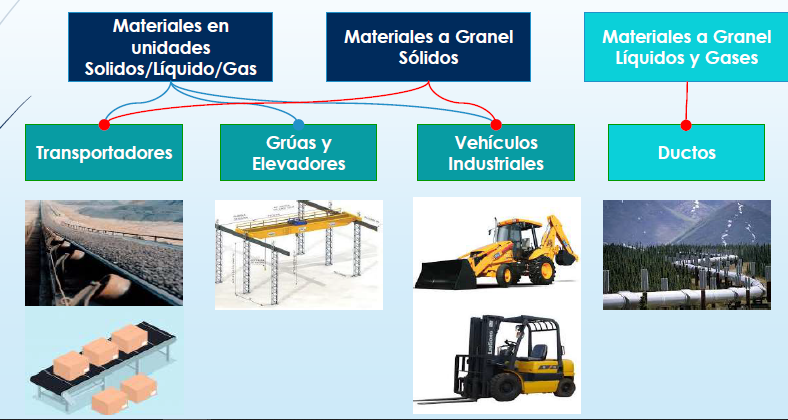 Materiales en
unidades
Solidos/Líquido/Gas
Materiales a Granel
Sólidos
Materiales a Granel
Líquidos y Gases
Transportadores
Grúas y
Elevadores
Vehículos
Industriales
Ductos